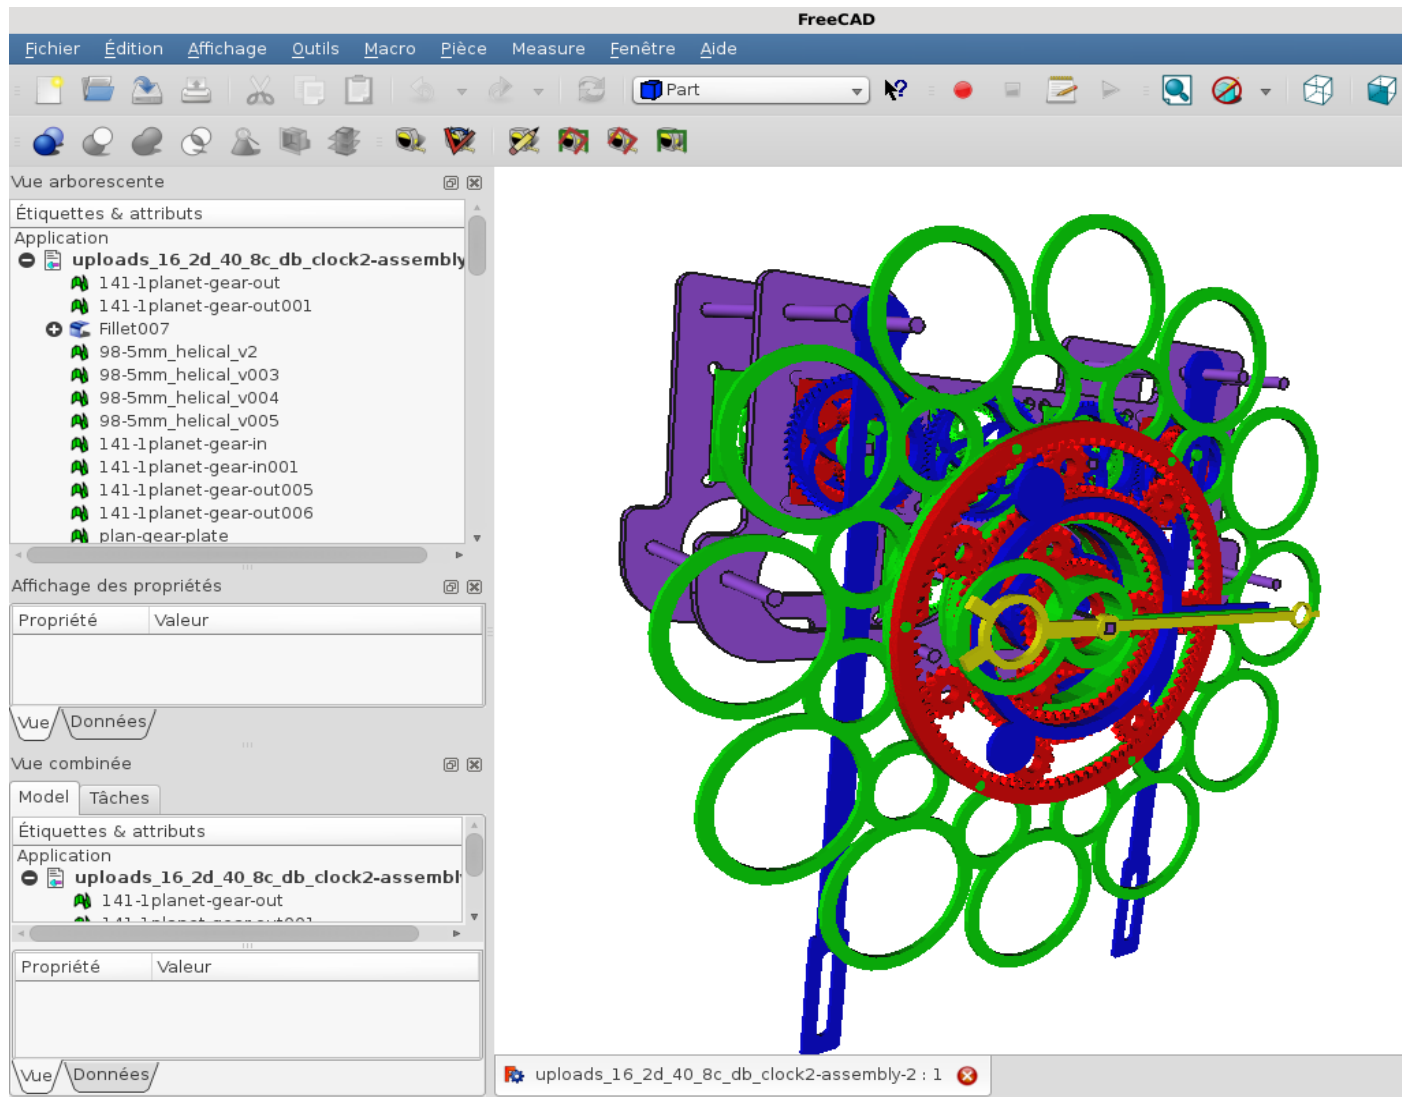 FreeCAD
Fichier Édition Affichage Outils Macro Pièce Measure Fenêtre Aide
Part
Vue arborescente
Étiquettes & attributs
Application
uploads_16_2d_40_8c_db_clock2-assembly
141-1planet-gear-out
141-1planet-gear-out001
Fillet007
98-5mm_helical_v2
98-5mm_helical_v003
98-5mm_helical_v004
98-5mm_helical_v005
141-1planet-gear-in
141-1planet-gear-in001
141-1planet-gear-out005
141-1planet-gear-out006
plan-gear-plate
Affichage des propriétés
Propriété Valeur
Vue Données
Vue combinée
Model Tâches
Étiquettes & attributs
Application
uploads_16_2d_40_8c_db_clock2-assembl
141-1planet-gear-out
141-1planet-gear-out001
Propriété Valeur
Vue Données
uploads_16_2d_40_8c_db_clock2-assembly-2 : 1